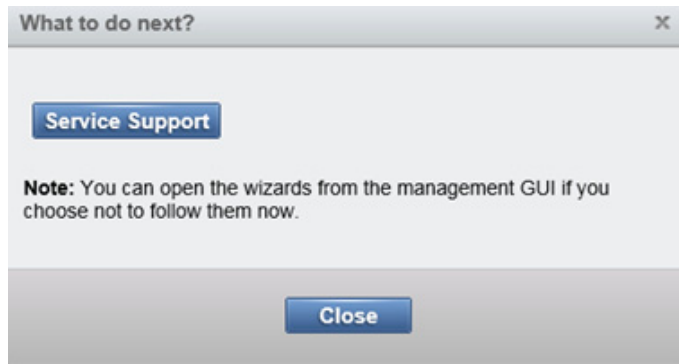 What to do next?
Service Support
Note: You can open the wizards from the management GUI if you
choose not to follow them now.
Close